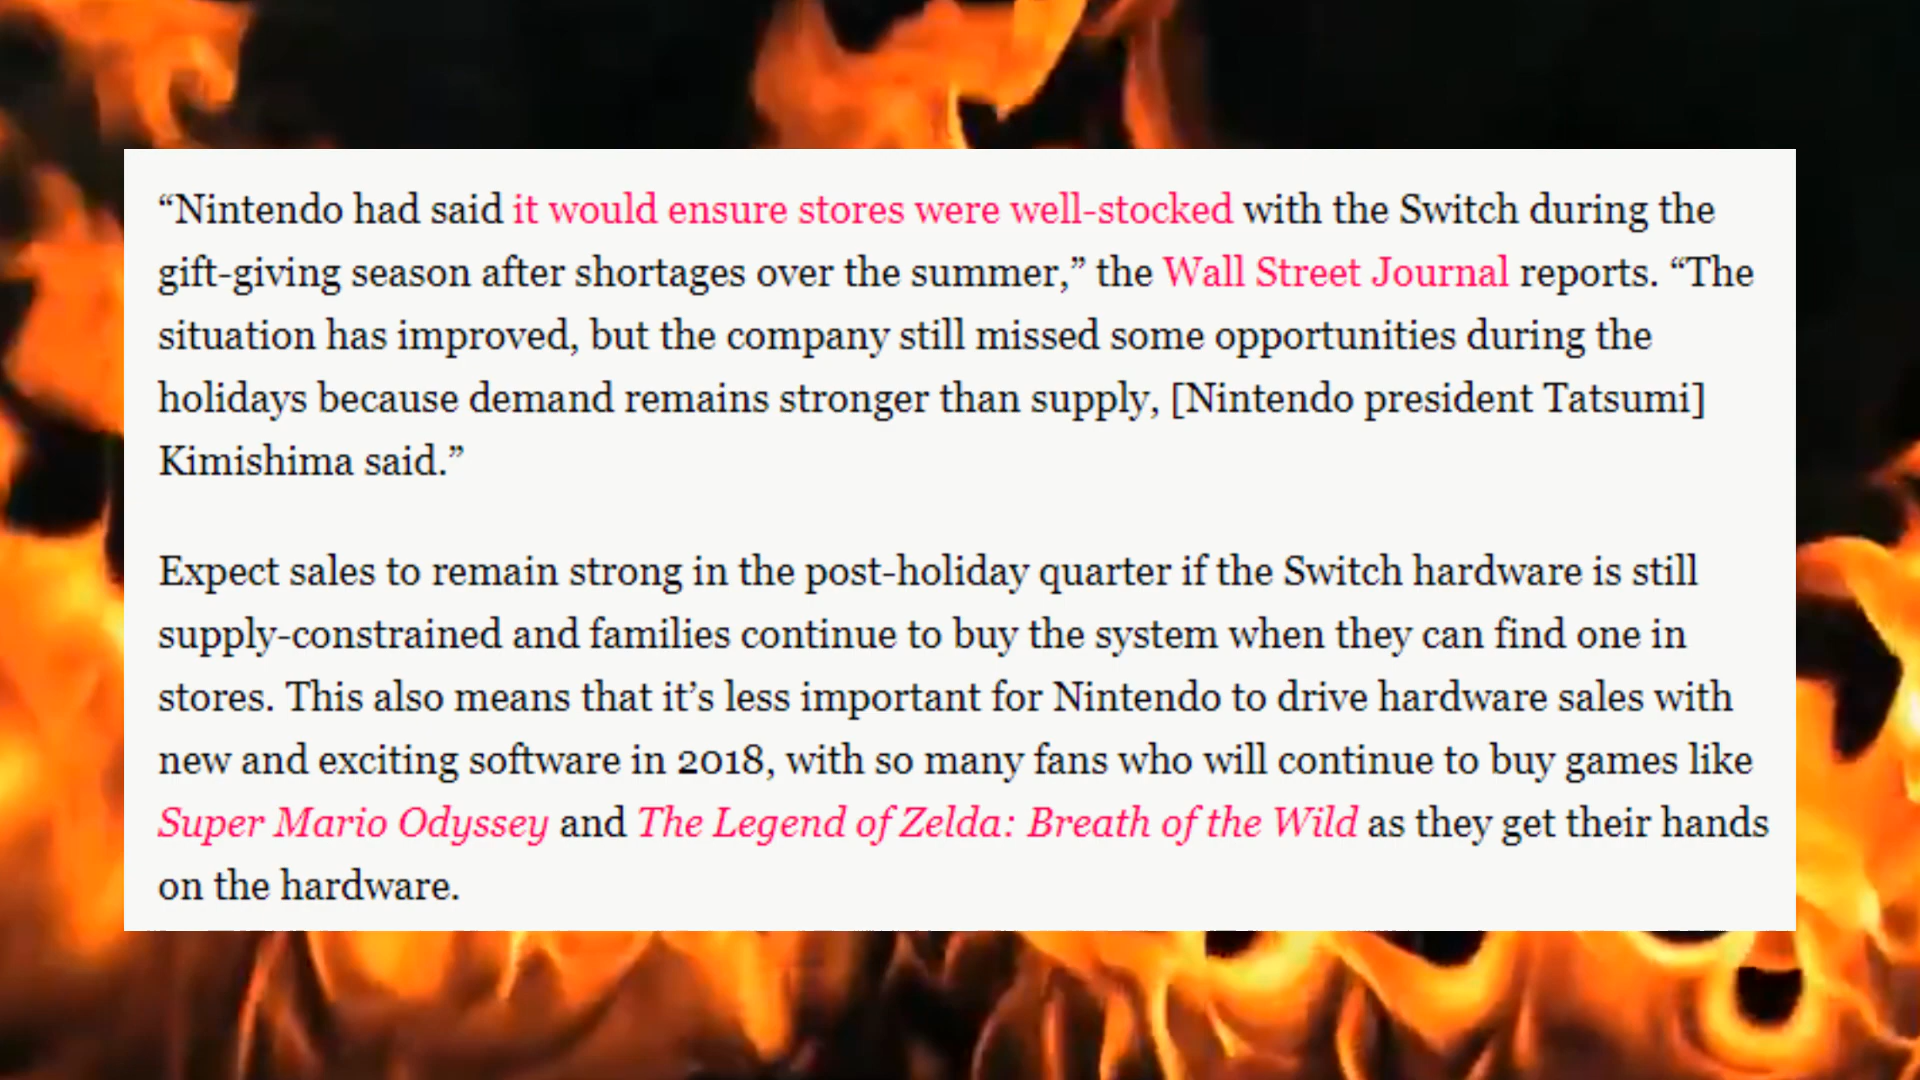 “Nintendo had said it would ensure stores were well-stocked with the Switch during the
gift-giving season after shortages over the summer,” the Wall Street Journal reports. “The
situation has improved, but the company still missed some opportunities during the
holidays because demand remains stronger than supply, [Nintendo president Tatsumi]
Kimishima said.”
Expect sales to remain strong in the post-holiday quarter if the Switch hardware is still
supply-constrained and families continue to buy the system when they can find one in
stores. This also means that it’s less important for Nintendo to drive hardware sales with
new and exciting software in 2018, with so many fans who will continue to buy games like
Super Mario Odyssey and The Legend of Zelda: Breath of the Wild as they get their hands
on the hardware.